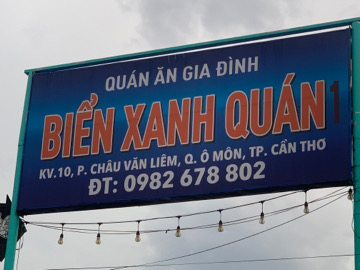 QUÁN ĂN GIA ĐÌNH
BIỂN XANH QUÁN 1
KV.10, P. CHÂU VĂN LIÊM, Q. Ô MÔN, TP. CẦN THƠ
ĐT: 0982 678 802